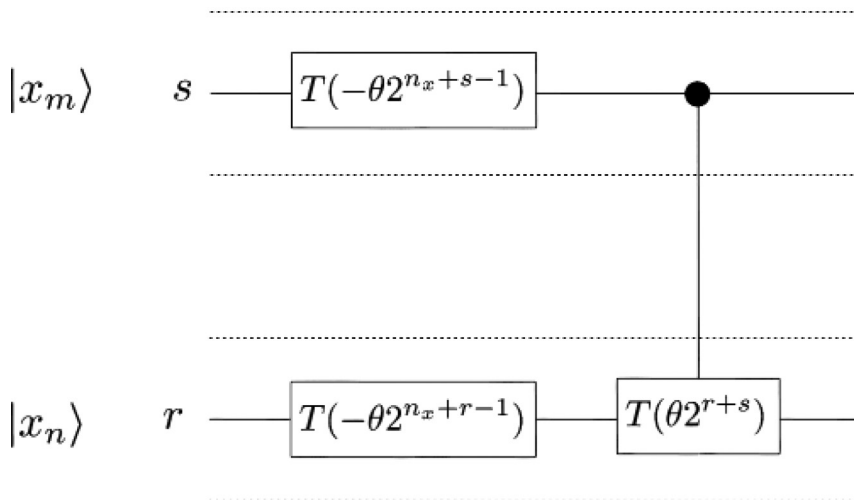 |x_m⟩ s T(−θ2^{n_x+s−1})
|x_n⟩ r T(−θ2^{n_x+r−1}) T(θ2^{r+s})